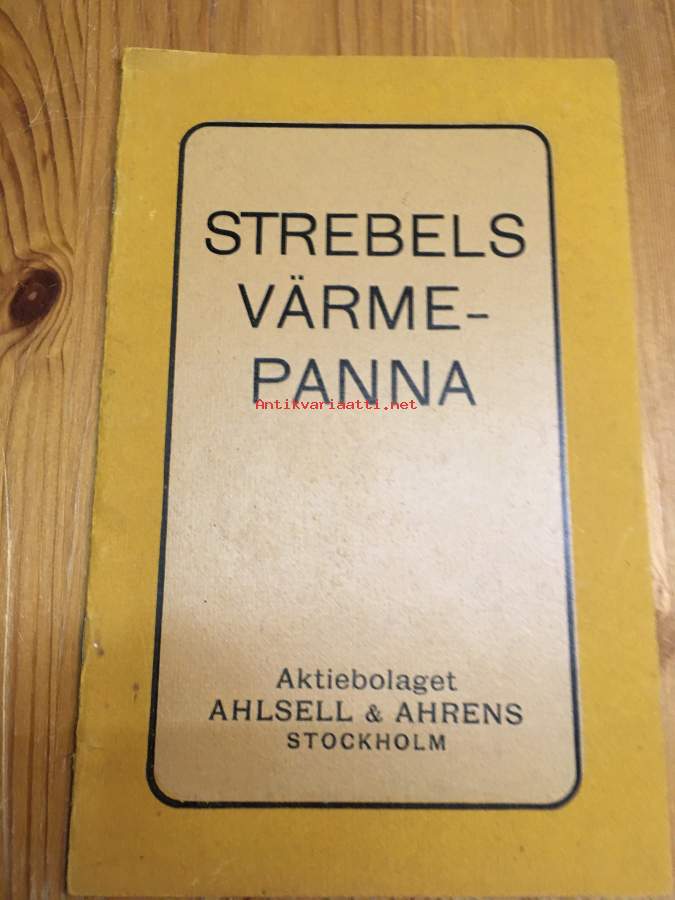 STREBELS
VÄRME-
PANNA
Antikvariaatti.net
Aktiebolaget
AHLSELL & AHRENS
STOCKHOLM